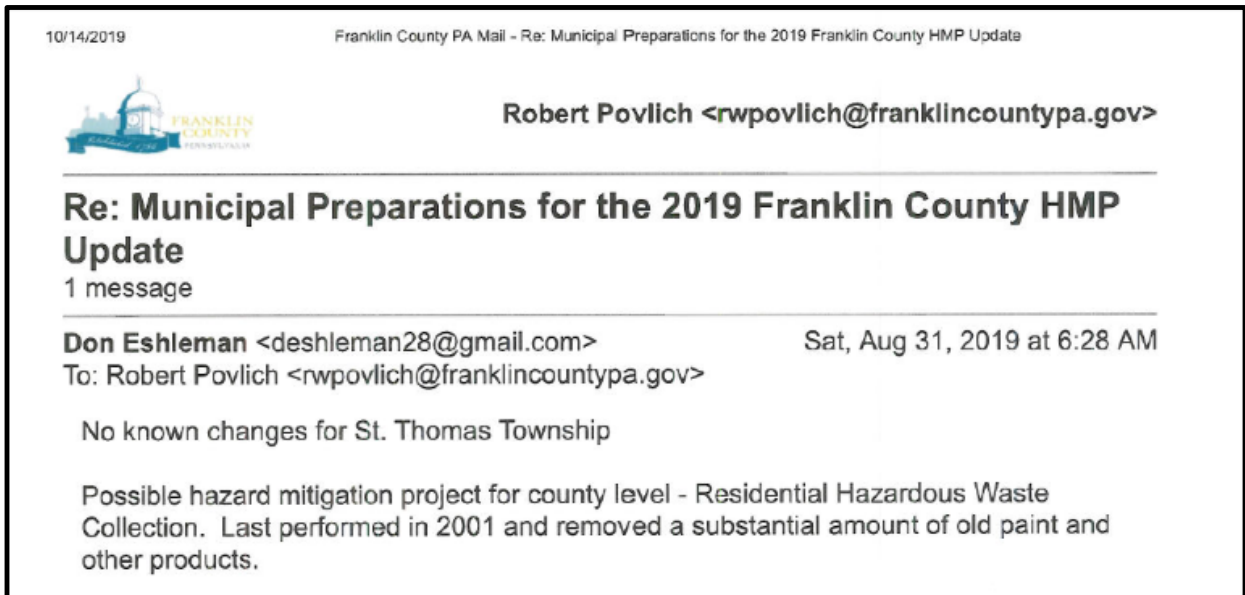 10/14/2019 Franklin County PA Mail - Re: Municipal Preparations for the 2019 Franklin County HMP Update
FRANKLIN
COUNTY
PENNSYLVANIA
Established 1784
Robert Povlich <rwpovlich@franklincountypa.gov>
Re: Municipal Preparations for the 2019 Franklin County HMP
Update
1 message
Don Eshleman <deshleman28@gmail.com> Sat, Aug 31, 2019 at 6:28 AM
To: Robert Povlich <rwpovlich@franklincountypa.gov>
No known changes for St. Thomas Township
Possible hazard mitigation project for county level - Residential Hazardous Waste
Collection. Last performed in 2001 and removed a substantial amount of old paint and
other products.